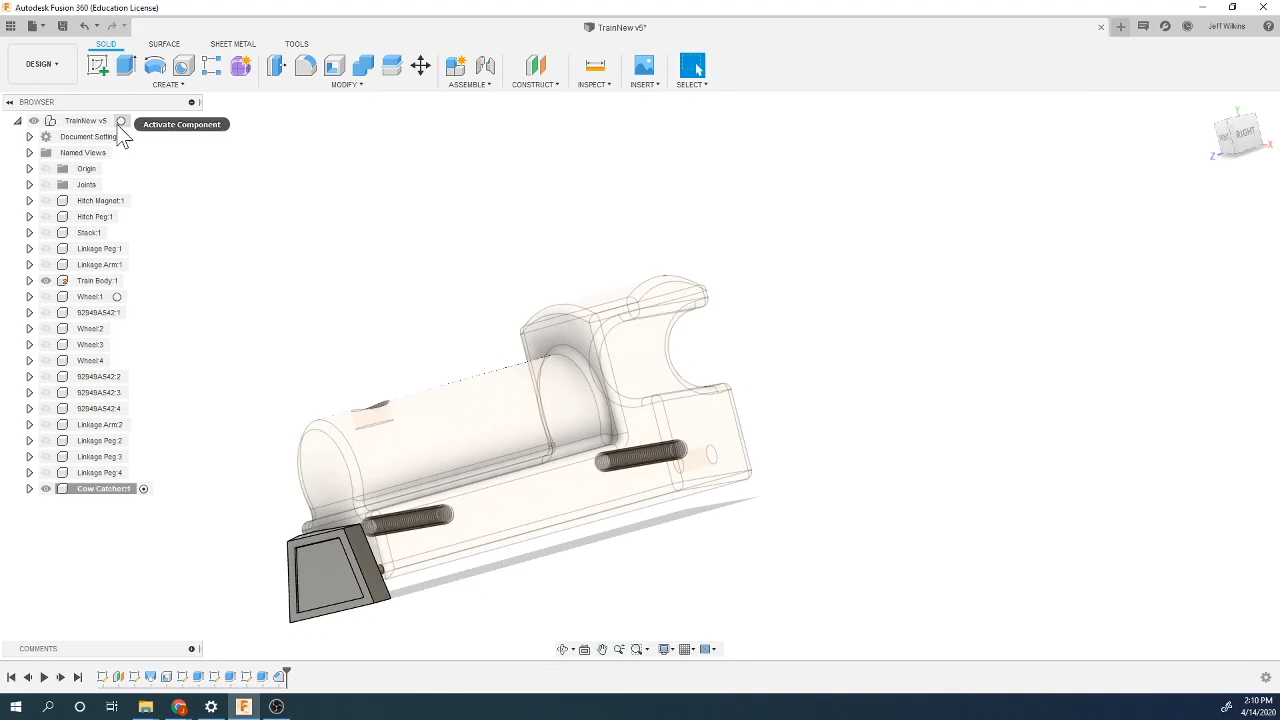 Autodesk Fusion 360 (Education License)
TrainNew v5*
Jeff Wilkins
SOLID SURFACE SHEET METAL TOOLS
DESIGN ▾
CREATE ▾ MODIFY ▾ ASSEMBLE ▾ CONSTRUCT ▾ INSPECT ▾ INSERT ▾ SELECT ▾
BROWSER
TrainNew v5
Activate Component
Document Setting
Named Views
Origin
Joints
Hitch Magnet:1
Hitch Peg:1
Stack:1
Linkage Peg:1
Linkage Arm:1
Train Body:1
Wheel:1
92949A542:1
Wheel:2
Wheel:3
Wheel:4
92949A542:2
92949A542:3
92949A542:4
Linkage Arm:2
Linkage Peg:2
Linkage Peg:3
Linkage Peg:4
Cow Catcher:1
Y
RIGHT
X
Z
COMMENTS
2:10 PM
4/14/2020